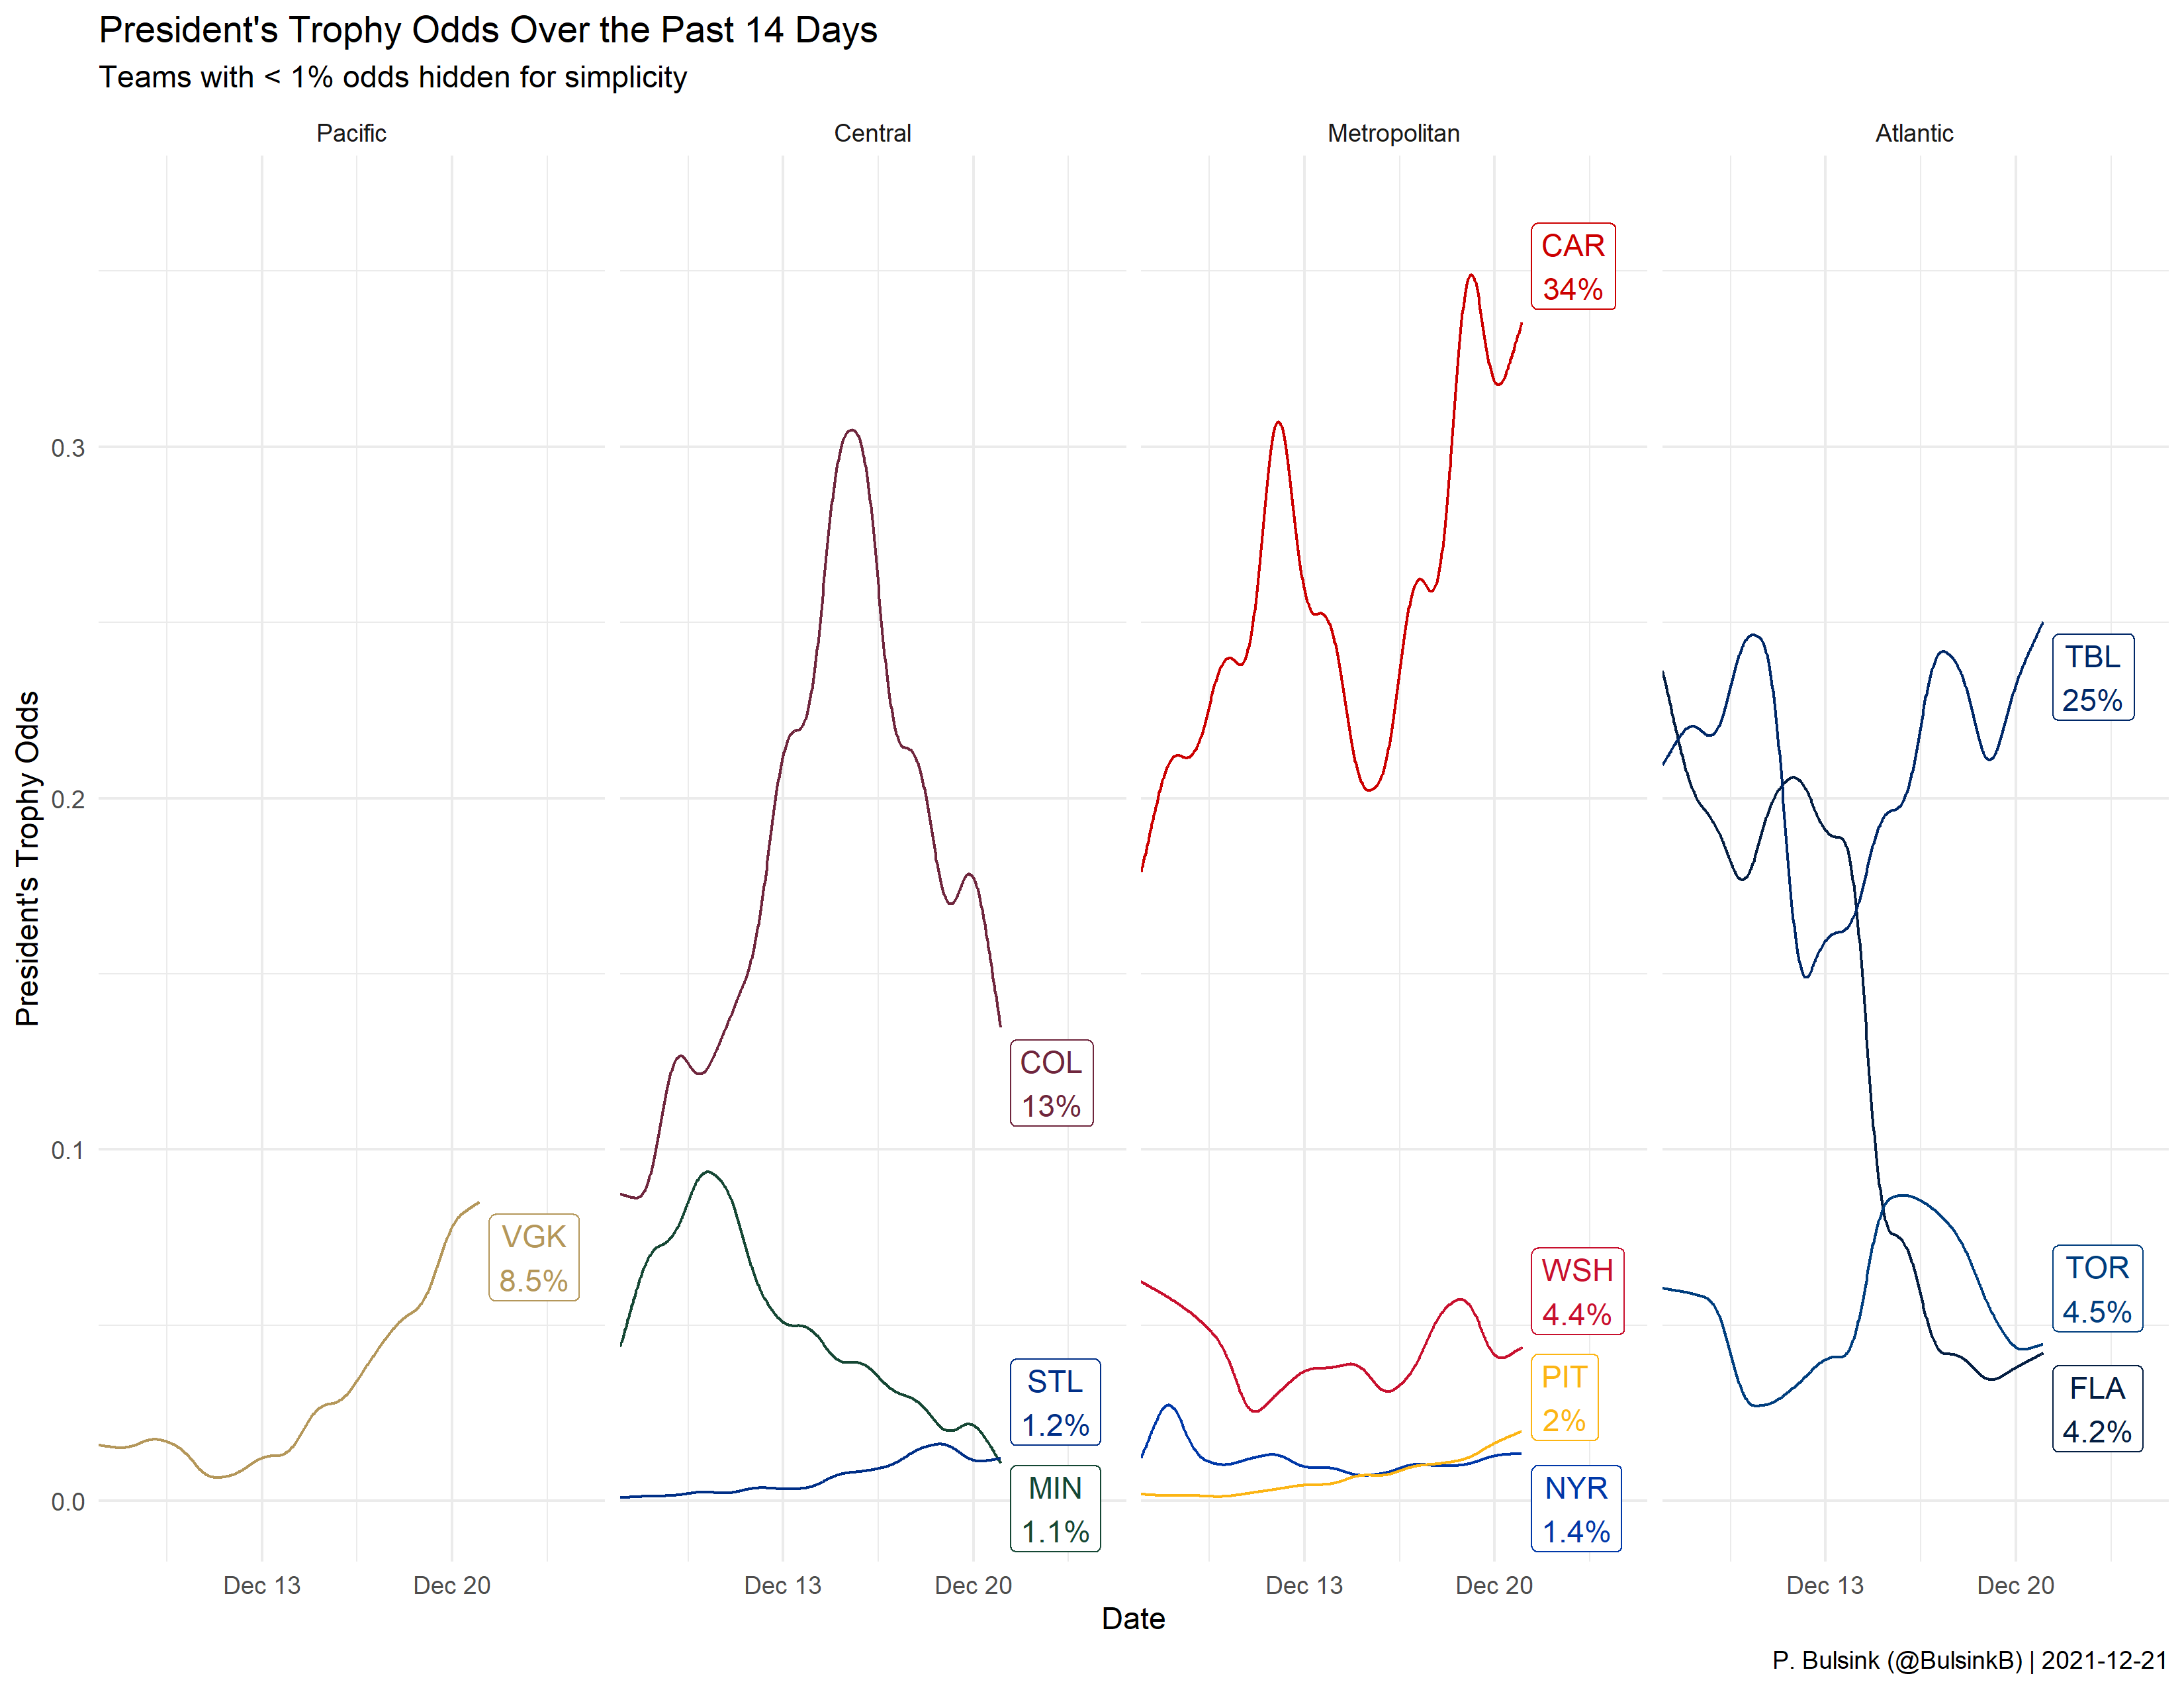 President's Trophy Odds Over the Past 14 Days
Teams with < 1% odds hidden for simplicity
Pacific
Central
Metropolitan
Atlantic
President's Trophy Odds
0.3
0.2
0.1
0.0
VGK
8.5%
COL
13%
STL
1.2%
MIN
1.1%
CAR
34%
WSH
4.4%
PIT
2%
NYR
1.4%
TBL
25%
TOR
4.5%
FLA
4.2%
Dec 13
Dec 20
Dec 13
Dec 20
Dec 13
Dec 20
Dec 13
Dec 20
Date
P. Bulsink (@BulsinkB) | 2021-12-21